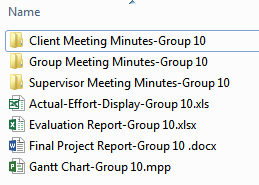 Name
Client Meeting Minutes-Group 10
Group Meeting Minutes-Group 10
Supervisor Meeting Minutes-Group 10
Actual-Effort-Display-Group 10.xls
Evaluation Report-Group 10.xlsx
Final Project Report-Group 10 .docx
Gantt Chart-Group 10.mpp